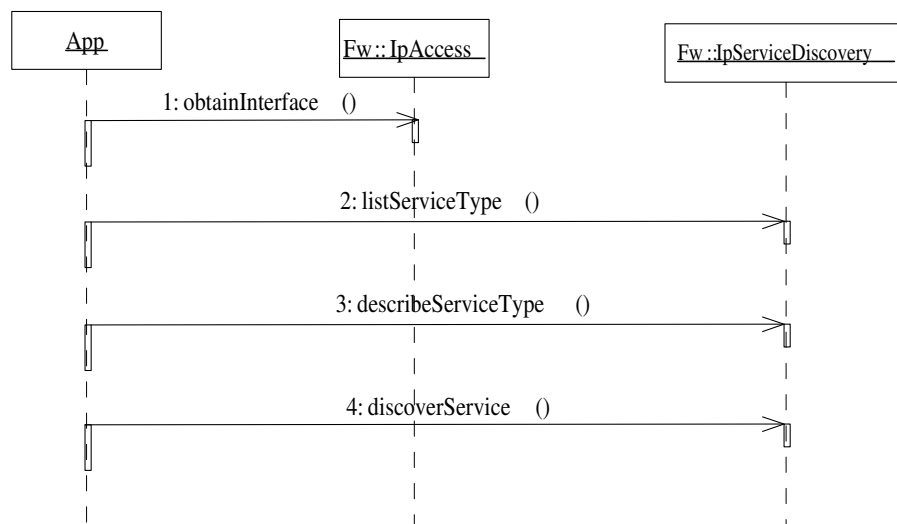 App
Fw :: IpAccess
Fw ::IpServiceDiscovery
1: obtainInterface ()
2: listServiceType ()
3: describeServiceType ()
4: discoverService ()